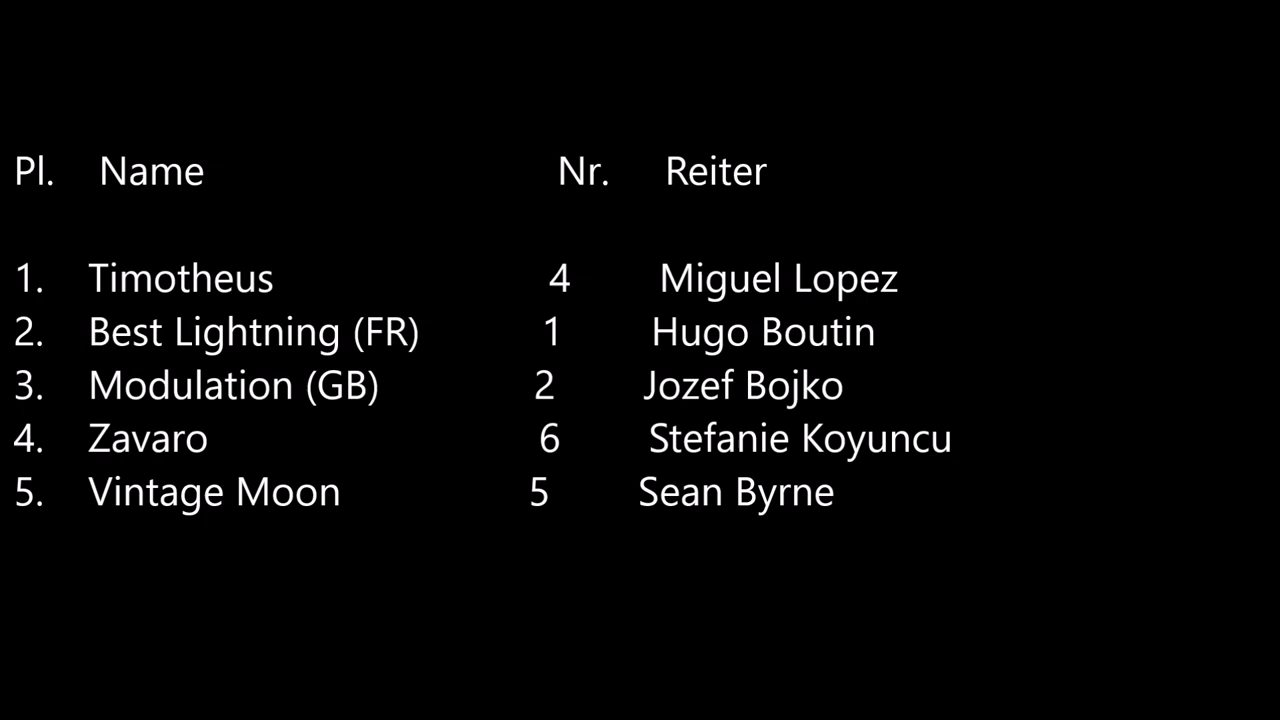 Pl. Name Nr. Reiter
1. Timotheus 4 Miguel Lopez
2. Best Lightning (FR) 1 Hugo Boutin
3. Modulation (GB) 2 Jozef Bojko
4. Zavaro 6 Stefanie Koyuncu
5. Vintage Moon 5 Sean Byrne